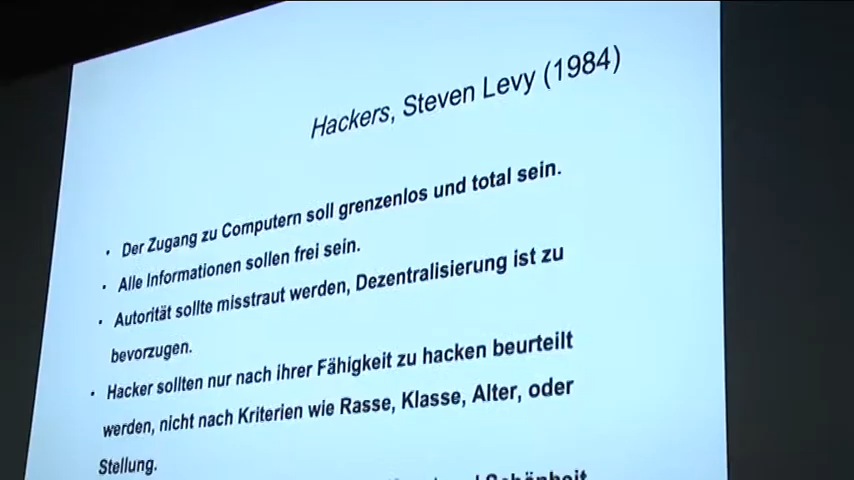 Hackers, Steven Levy (1984)
• Der Zugang zu Computern soll grenzenlos und total sein.
• Alle Informationen sollen frei sein.
• Autorität sollte misstraut werden, Dezentralisierung ist zu
bevorzugen.
• Hacker sollten nur nach ihrer Fähigkeit zu hacken beurteilt
werden, nicht nach Kriterien wie Rasse, Klasse, Alter, oder
Stellung.
Schönheit